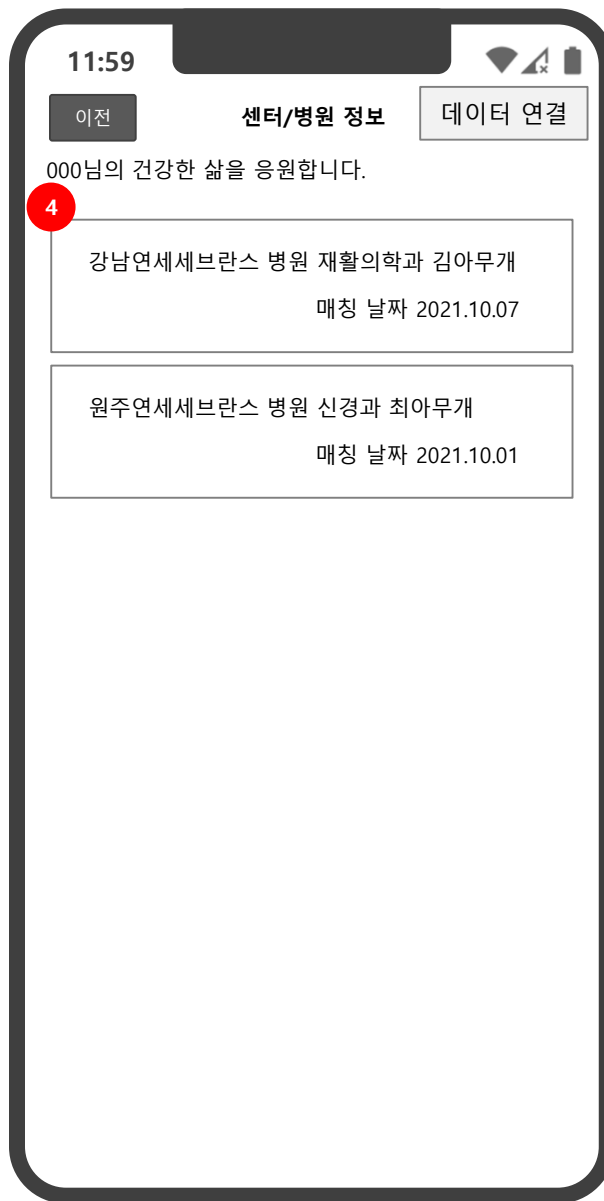 11:59
이전
센터/병원 정보
데이터 연결
000님의 건강한 삶을 응원합니다.
4
강남연세세브란스 병원 재활의학과 김아무개
매칭 날짜 2021.10.07
원주연세세브란스 병원 신경과 최아무개
매칭 날짜 2021.10.01